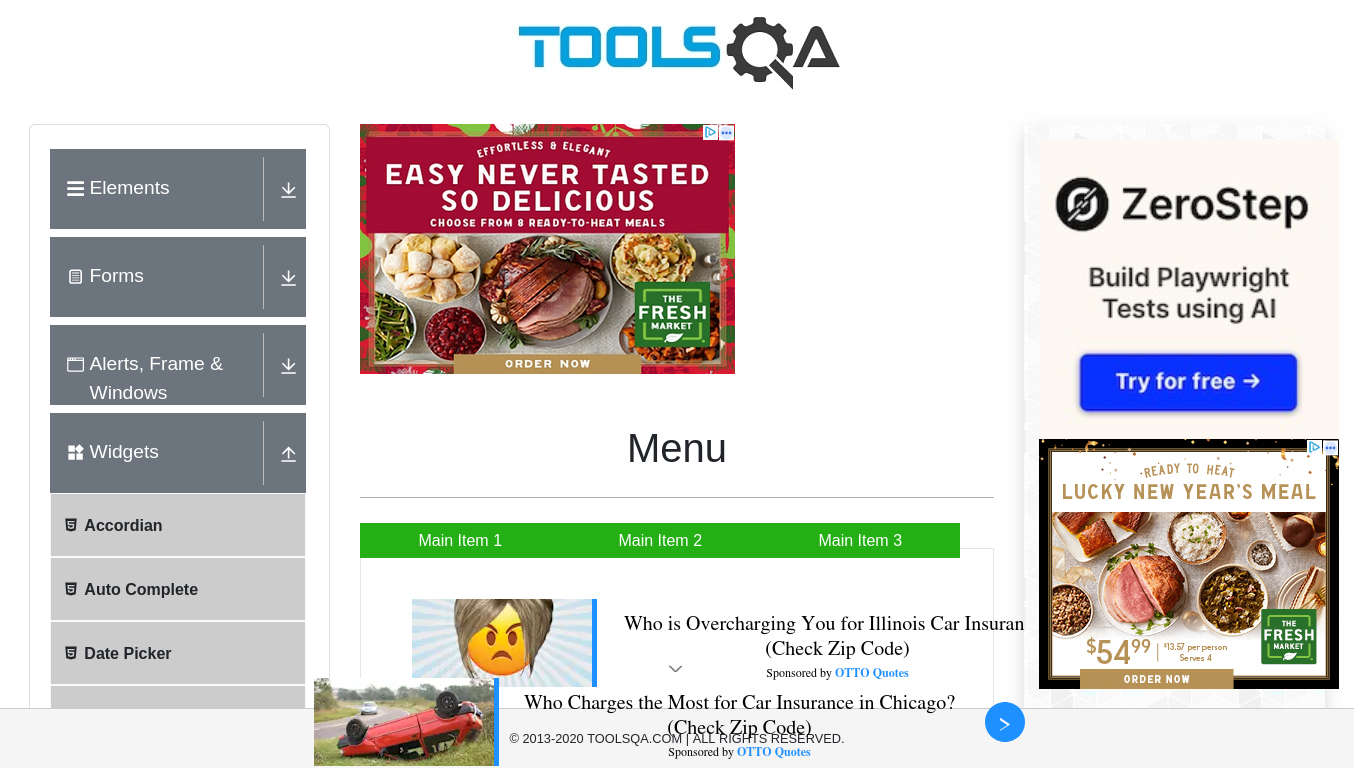 TOOLSQA
Elements
Forms
Alerts, Frame &
Windows
Widgets
Accordian
Auto Complete
Date Picker
EFFORTLESS & ELEGANT
EASY NEVER TASTED
SO DELICIOUS
CHOOSE FROM 8 READY-TO-HEAT MEALS
THE
FRESH
MARKET
ORDER NOW
Menu
Main Item 1
Main Item 2
Main Item 3
Who is Overcharging You for Illinois Car Insuran
(Check Zip Code)
Sponsored by OTTO Quotes
Who Charges the Most for Car Insurance in Chicago?
(Check Zip Code)
Sponsored by OTTO Quotes
© 2013-2020 TOOLSQA.COM | ALL RIGHTS RESERVED.
ZeroStep
Build Playwright
Tests using AI
Try for free →
READY TO HEAT
LUCKY NEW YEAR'S MEAL
$54⁹⁹
$13.57 per person
Serves 4
THE
FRESH
MARKET
ORDER NOW